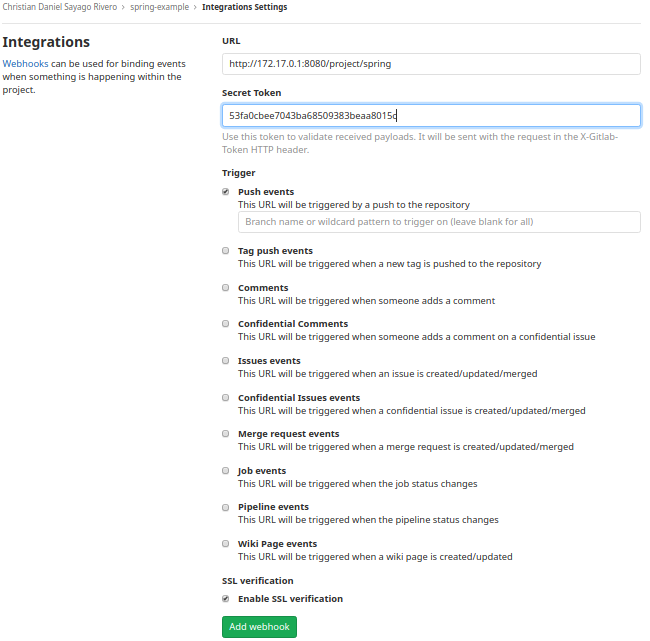 Christian Daniel Sayago Rivero › spring-example › Integrations Settings
Integrations
Webhooks can be used for binding events
when something is happening within the
project.
URL
http://172.17.0.1:8080/project/spring
Secret Token
53fa0cbee7043ba68509383beaa8015c
Use this token to validate received payloads. It will be sent with the request in the X-Gitlab-
Token HTTP header.
Trigger
Push events
This URL will be triggered by a push to the repository
Branch name or wildcard pattern to trigger on (leave blank for all)
Tag push events
This URL will be triggered when a new tag is pushed to the repository
Comments
This URL will be triggered when someone adds a comment
Confidential Comments
This URL will be triggered when someone adds a comment on a confidential issue
Issues events
This URL will be triggered when an issue is created/updated/merged
Confidential Issues events
This URL will be triggered when a confidential issue is created/updated/merged
Merge request events
This URL will be triggered when a merge request is created/updated/merged
Job events
This URL will be triggered when the job status changes
Pipeline events
This URL will be triggered when the pipeline status changes
Wiki Page events
This URL will be triggered when a wiki page is created/updated
SSL verification
Enable SSL verification
Add webhook